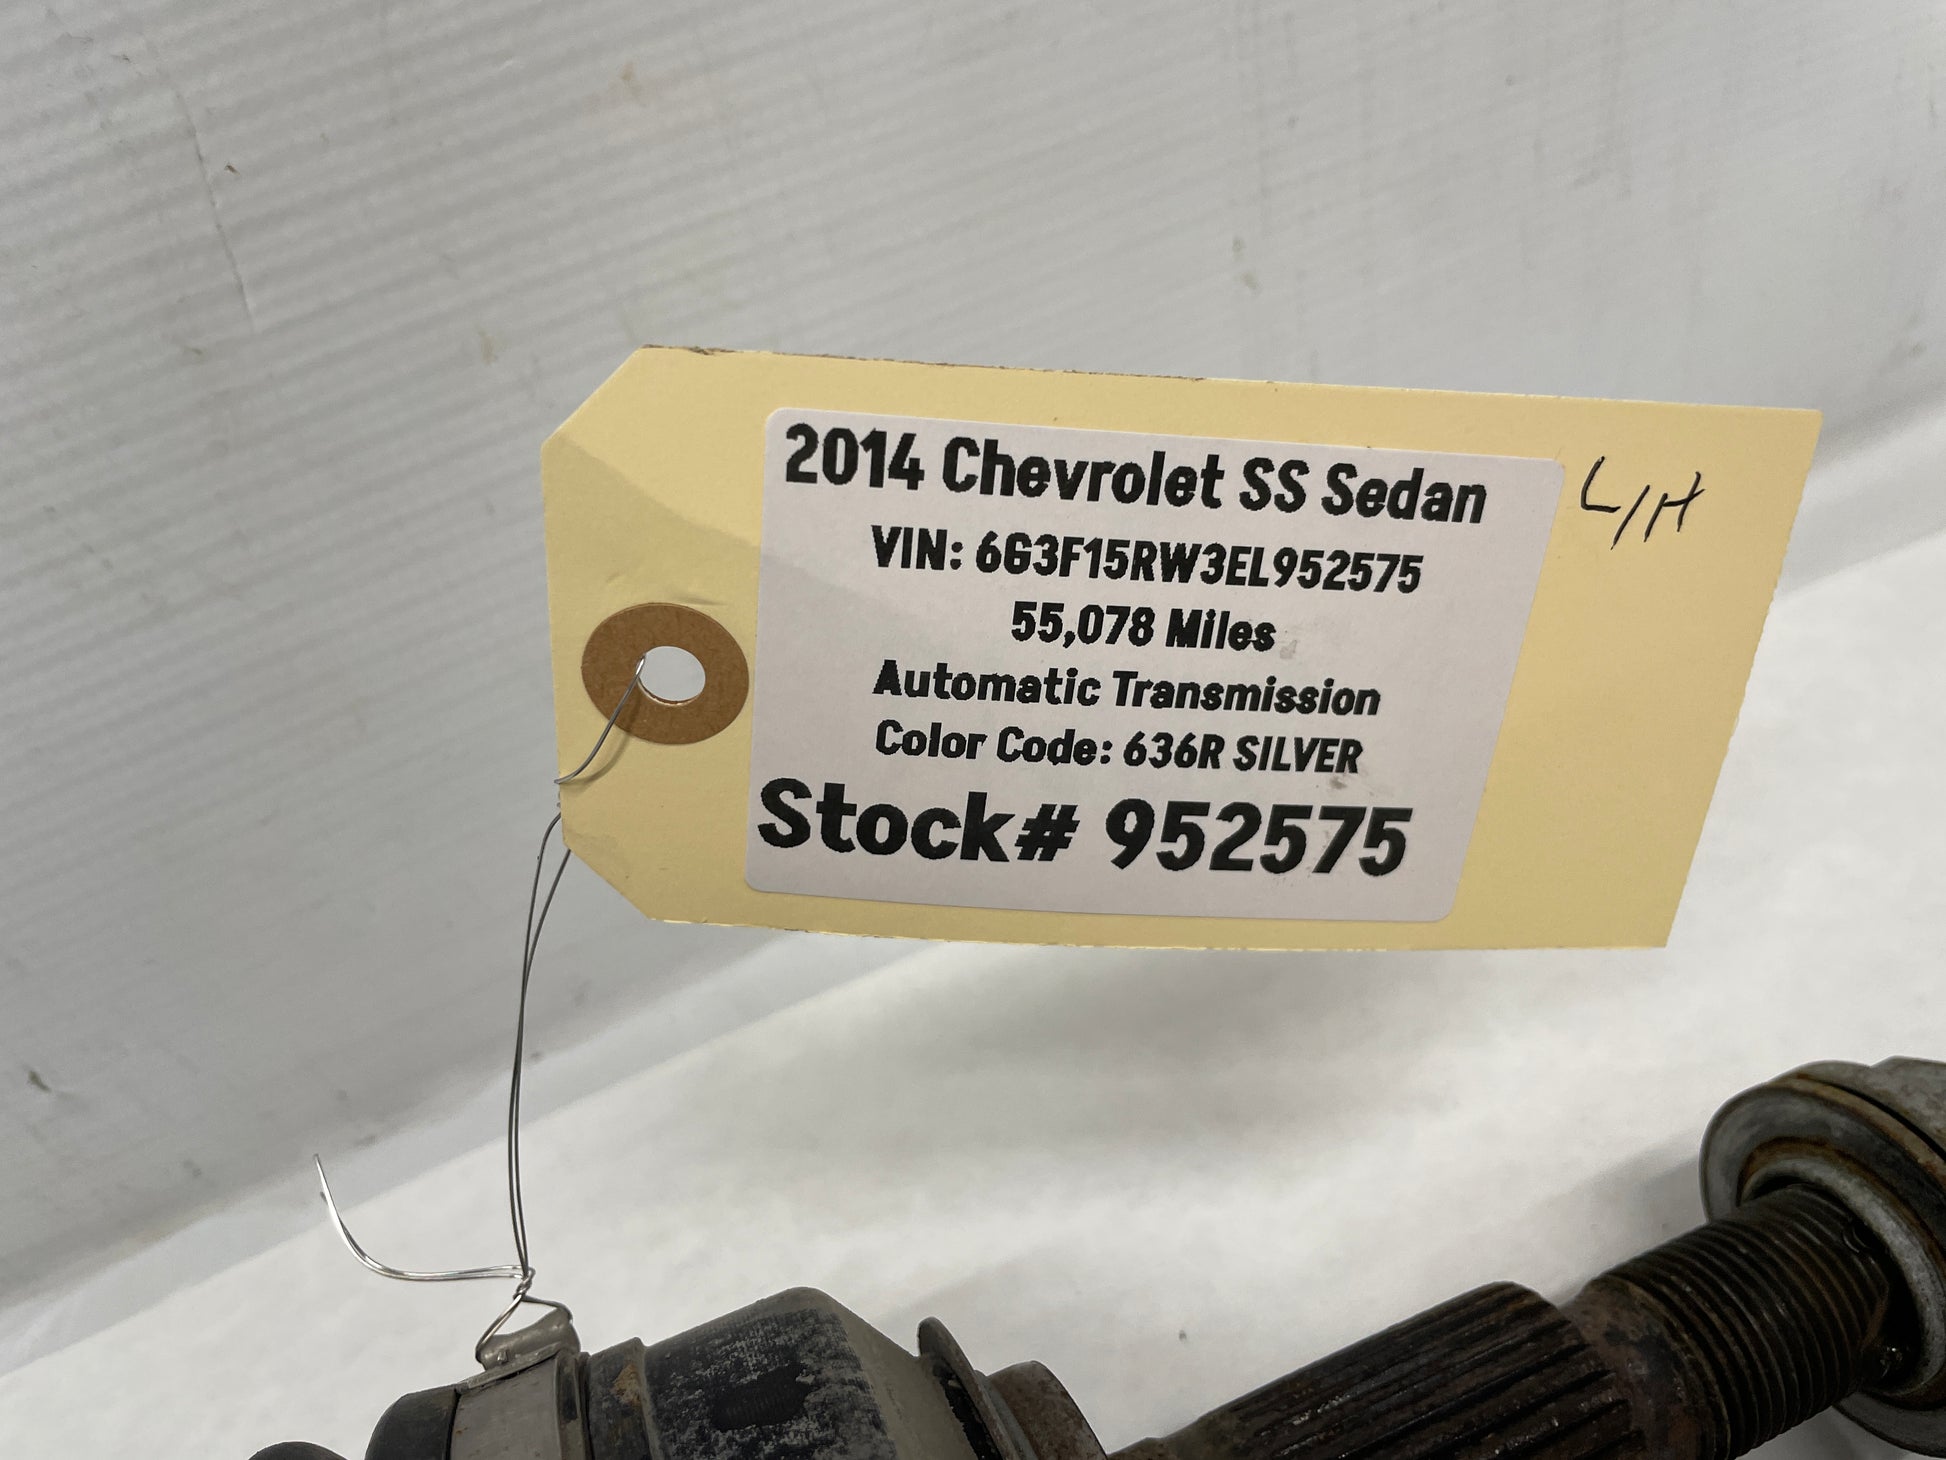 2014 Chevrolet SS Sedan
L/H
VIN: 6G3F15RW3EL952575
55,078 Miles
Automatic Transmission
Color Code: 636R SILVER
Stock# 952575